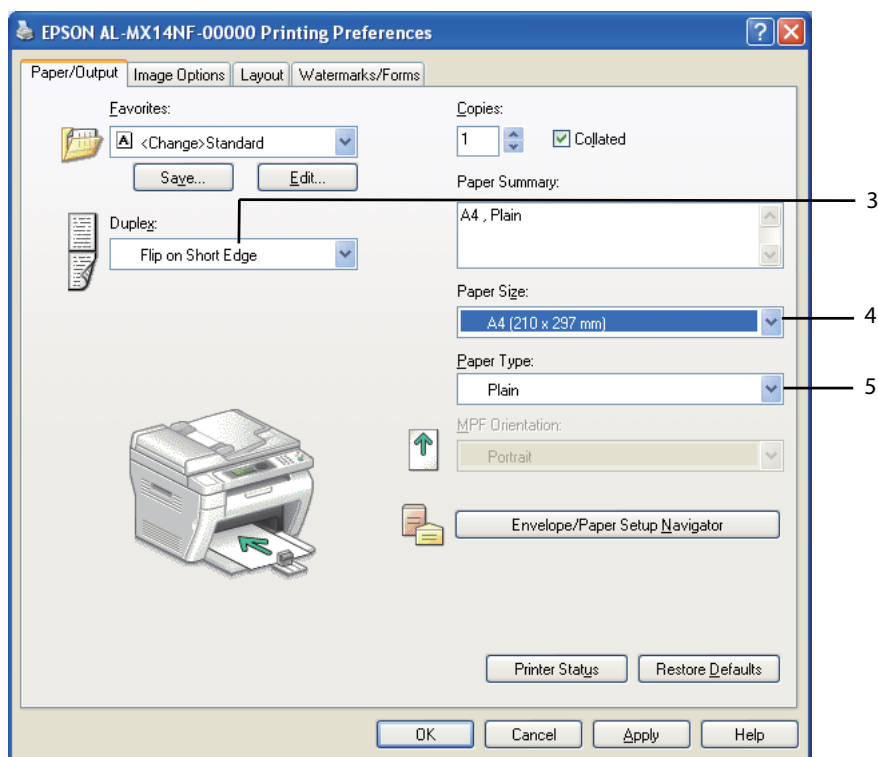 EPSON AL-MX14NF-00000 Printing Preferences
Paper/Output
Image Options
Layout
Watermarks/Forms
Favorites:
A <Change>Standard
Save...
Edit...
Duplex:
Flip on Short Edge
Copies:
1
Collated
Paper Summary:
A4 , Plain
3
Paper Size:
A4 (210 x 297 mm)
4
Paper Type:
Plain
5
MPF Orientation:
Portrait
Envelope/Paper Setup Navigator
Printer Status
Restore Defaults
OK
Cancel
Apply
Help